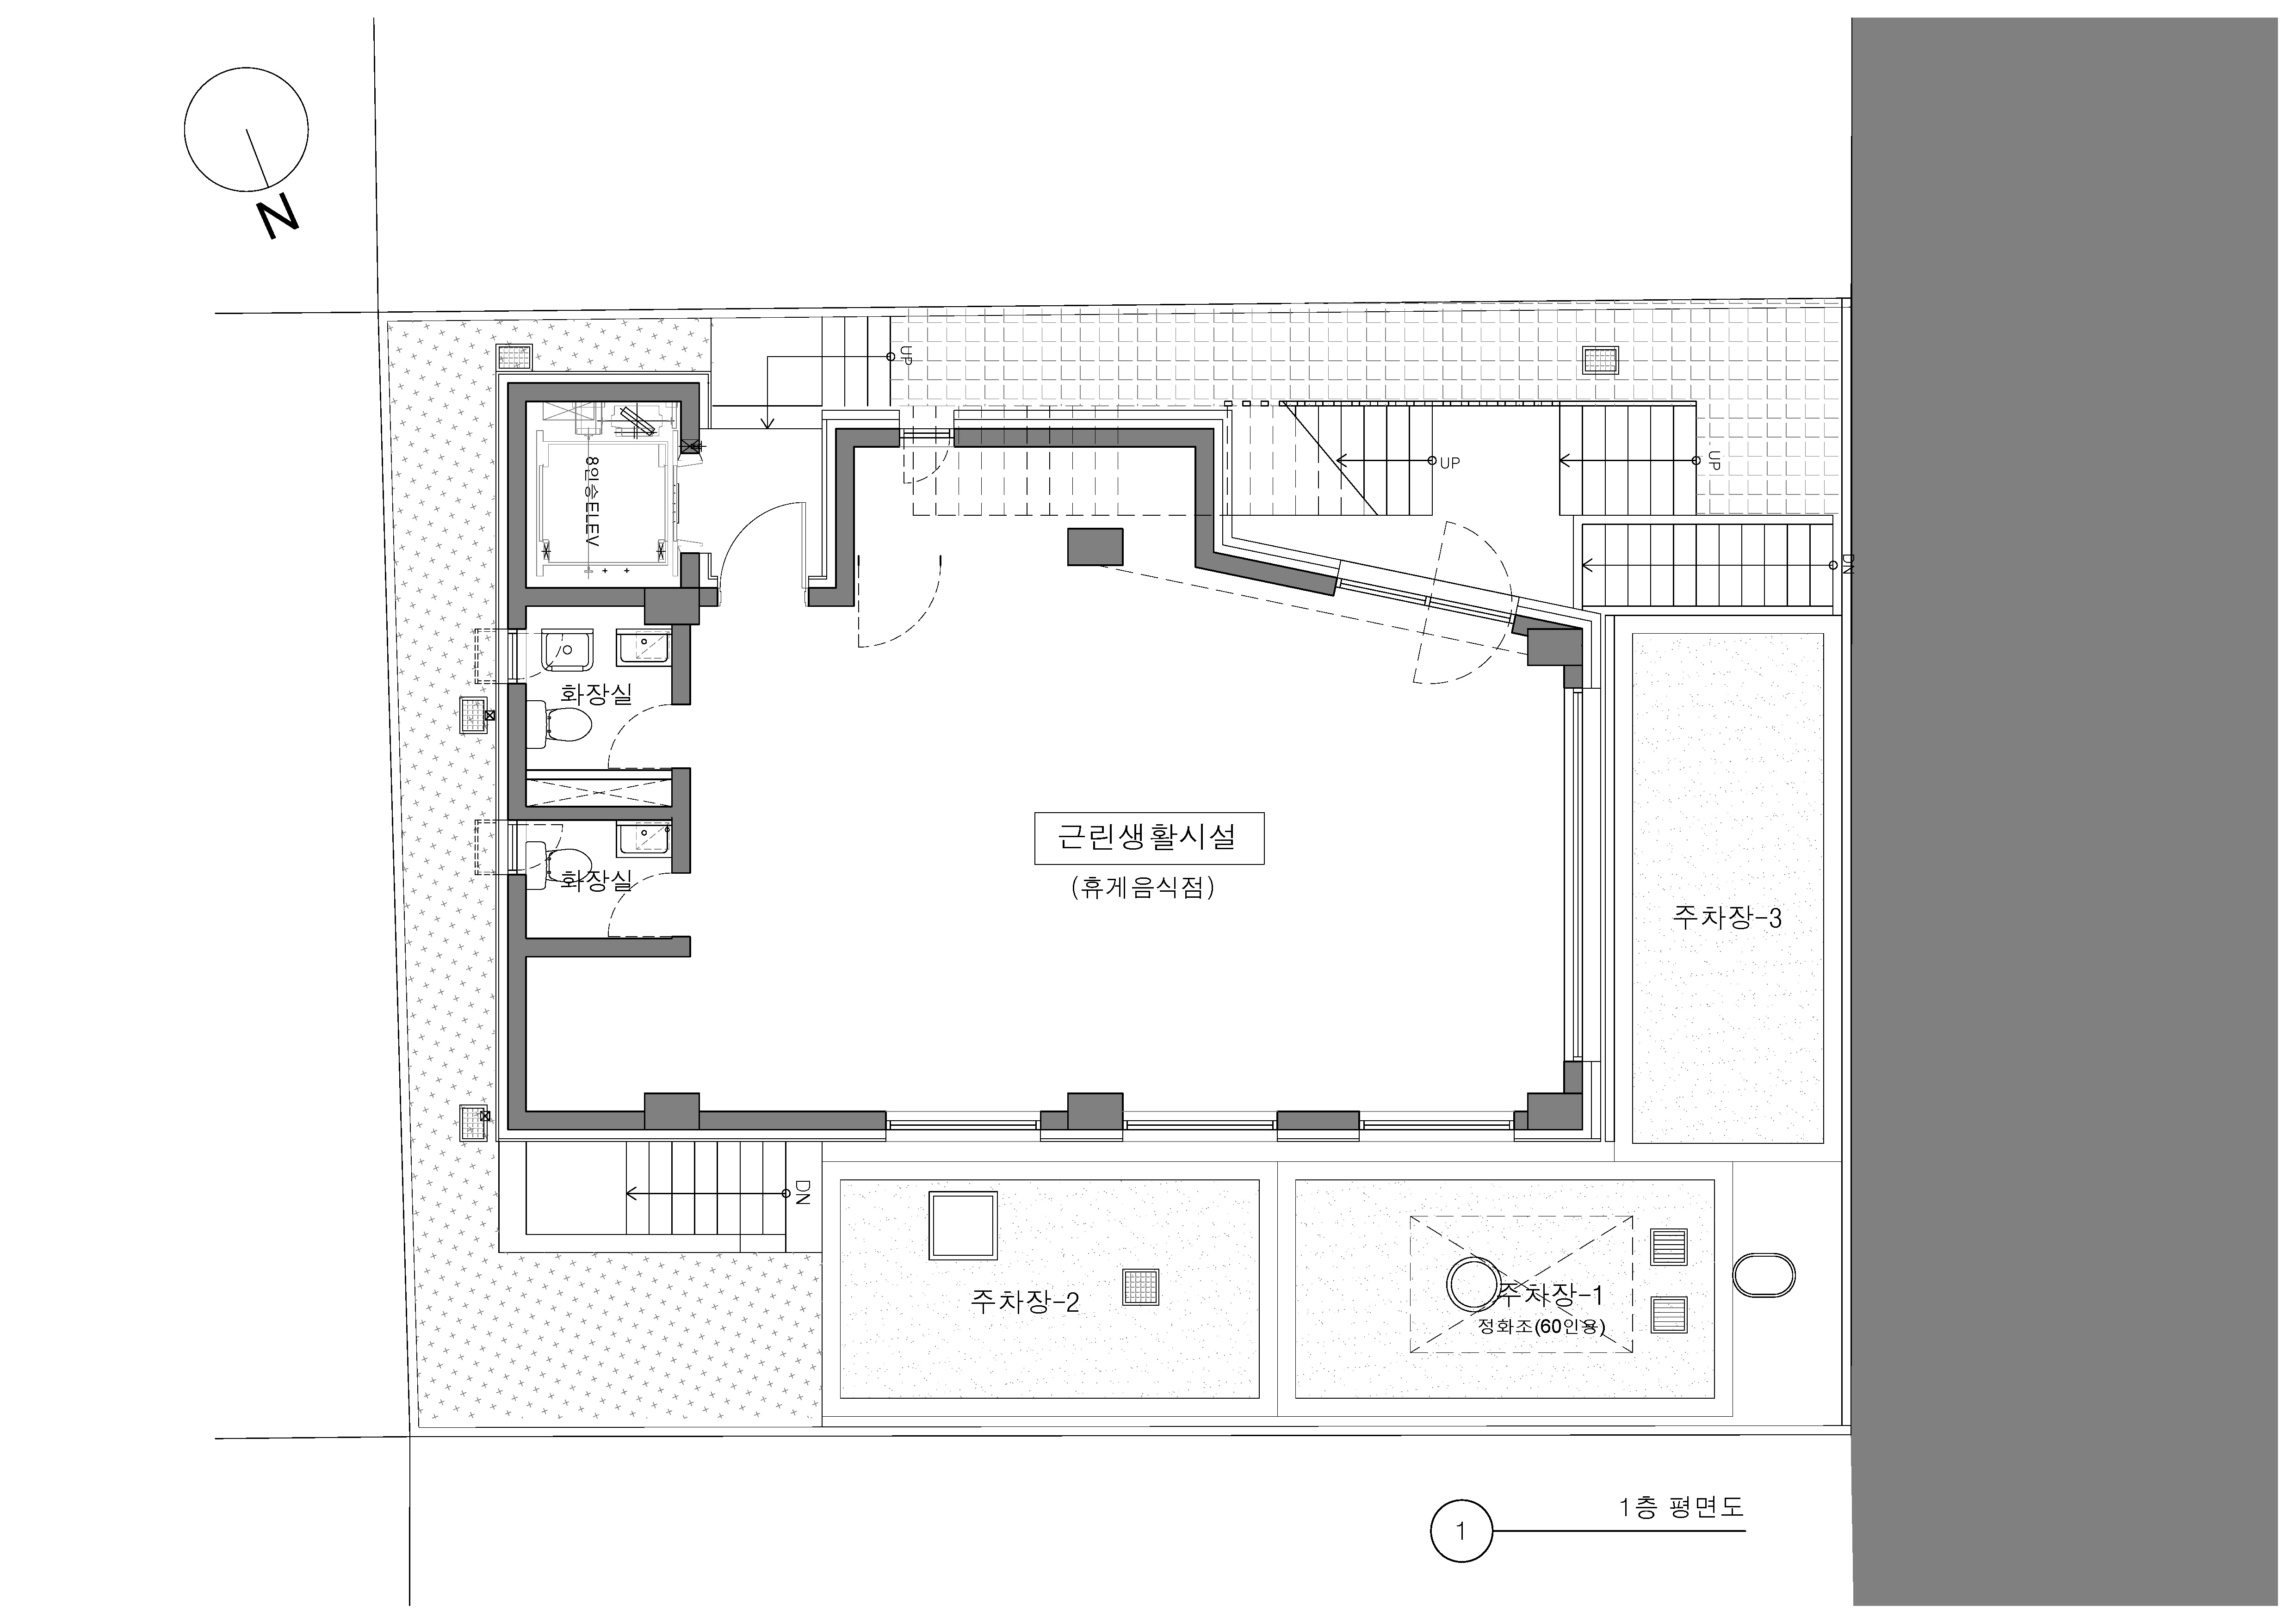 N
UP
UP
UP
8인승ELEV
DN
화장실
근린생활시설
(휴게음식점)
화장실
주차장-3
DN
주차장-2
주차장-1
정화조(60인용)
1층 평면도
1